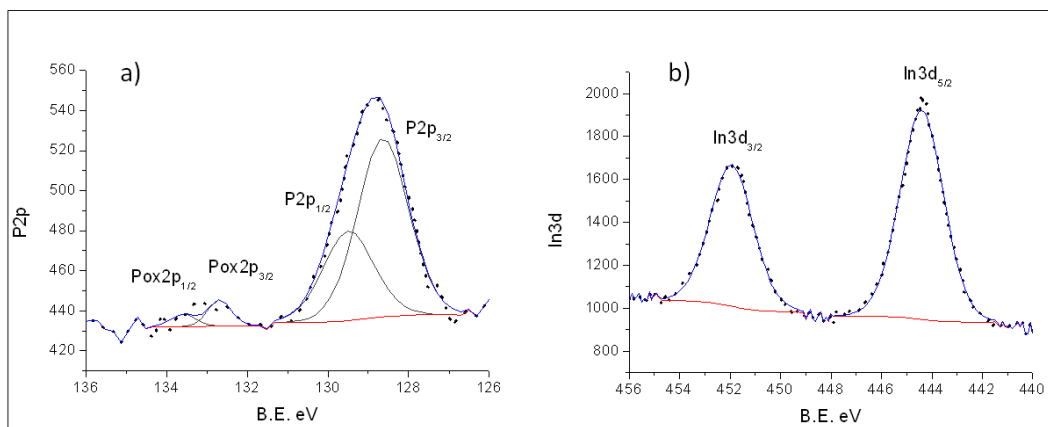 a)
P2p
560
540
520
500
480
460
440
420
P2p3/2
P2p1/2
Pox2p3/2
Pox2p1/2
136 134 132 130 128 126
B.E. eV
b)
In3d
2000
1800
1600
1400
1200
1000
800
In3d5/2
In3d3/2
456 454 452 450 448 446 444 442 440
B.E. eV